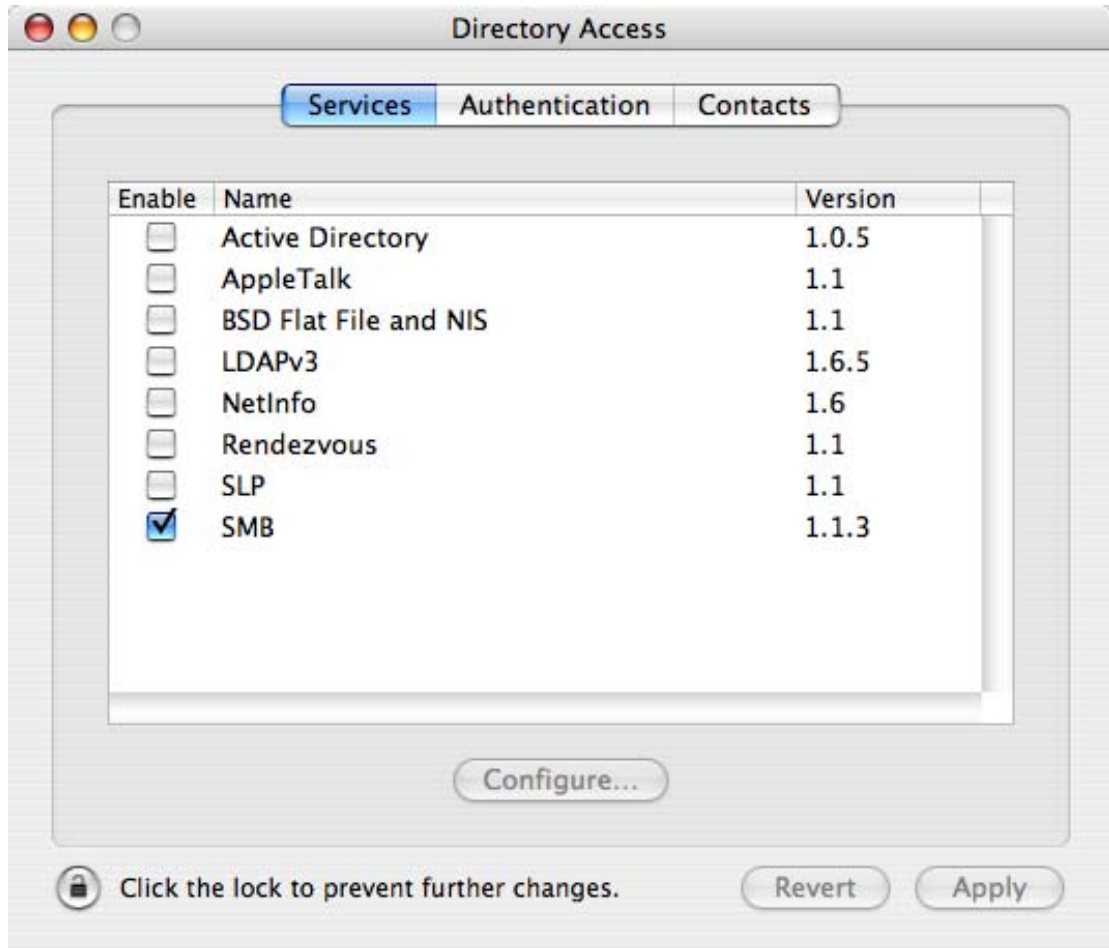 Directory Access
Services Authentication Contacts
Enable Name Version
Active Directory 1.0.5
AppleTalk 1.1
BSD Flat File and NIS 1.1
LDAPv3 1.6.5
NetInfo 1.6
Rendezvous 1.1
SLP 1.1
SMB 1.1.3
Configure...
Click the lock to prevent further changes. Revert Apply